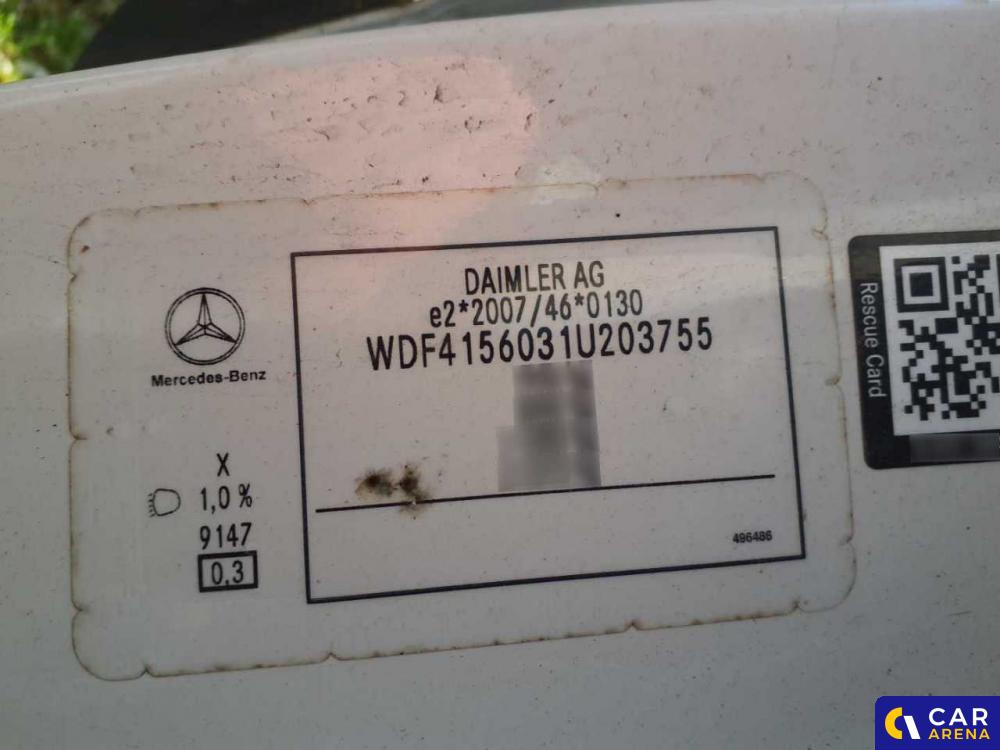 DAIMLER AG
e2*2007/46*0130
WDF4156031U203755
Mercedes-Benz
X
1,0 %
9147
0,3
496486
Rescue Card
CAR
ARENA